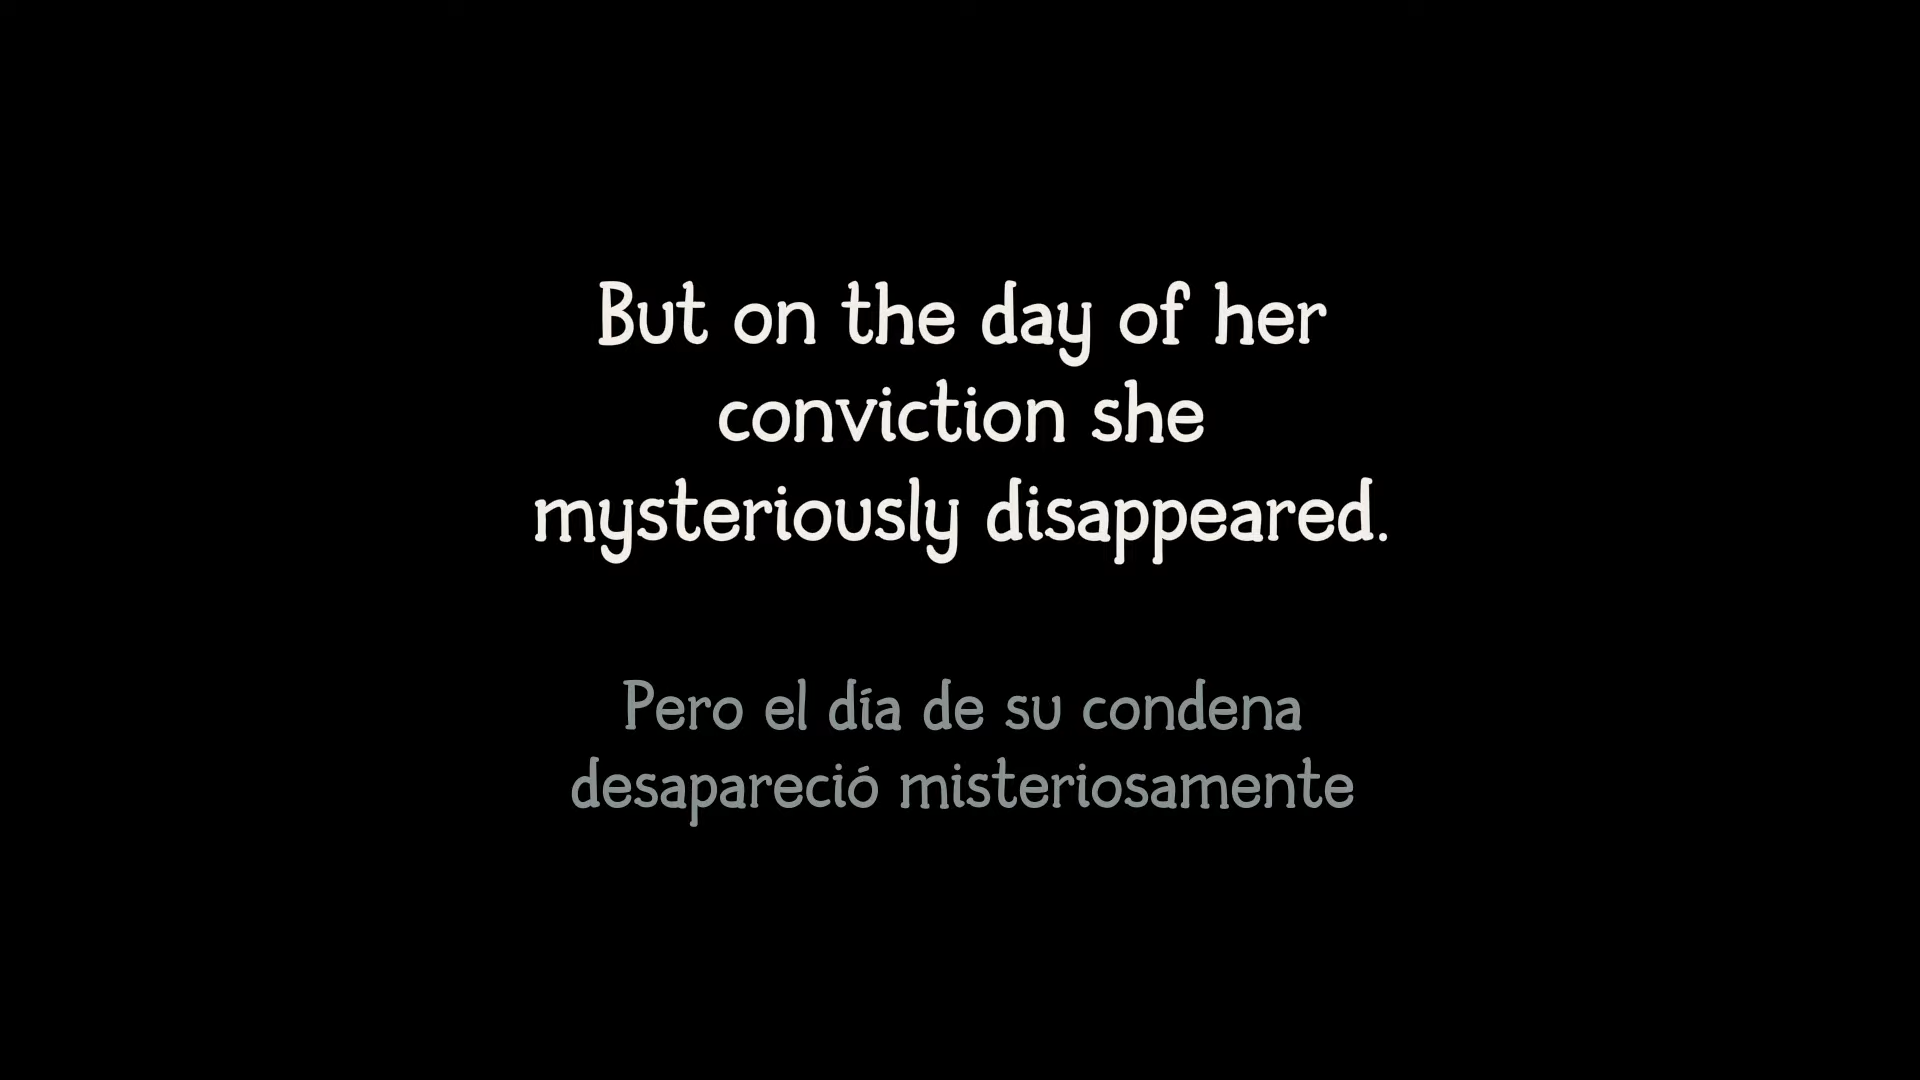 But on the day of her
conviction she
mysteriously disappeared.
Pero el día de su condena
desapareció misteriosamente